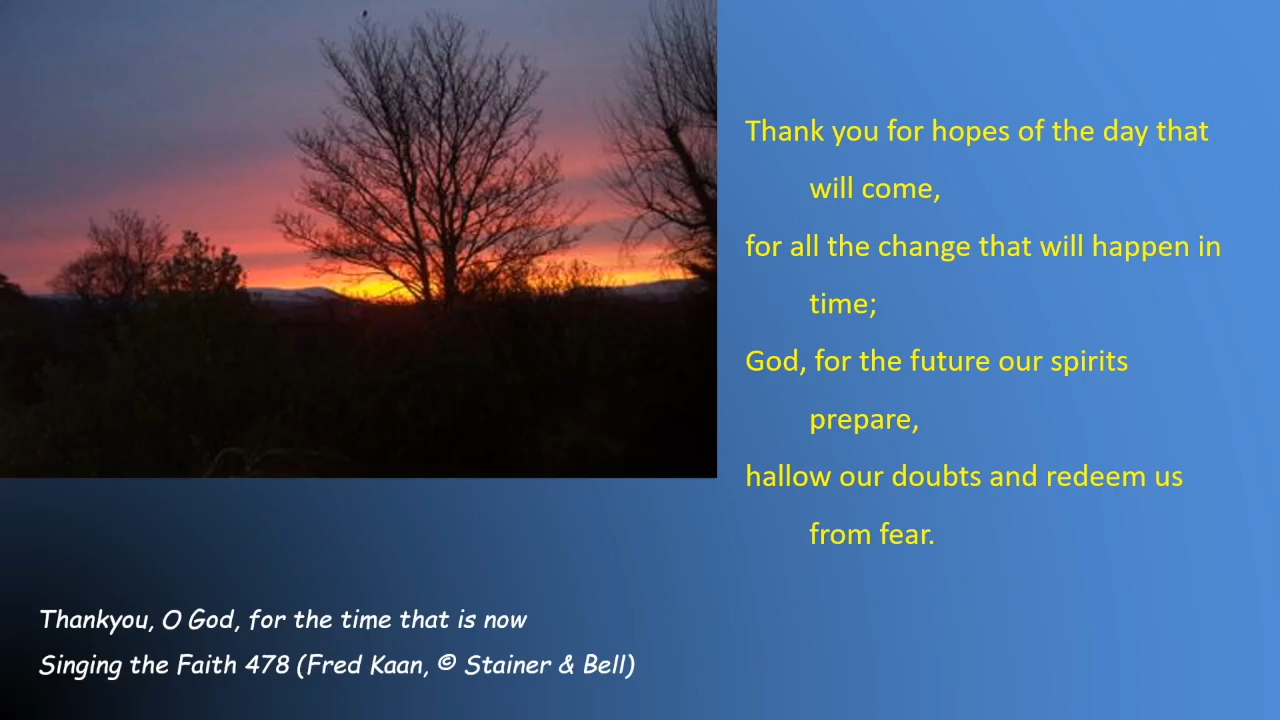 Thank you for hopes of the day that
will come,
for all the change that will happen in
time;
God, for the future our spirits
prepare,
hallow our doubts and redeem us
from fear.
Thankyou, O God, for the time that is now
Singing the Faith 478 (Fred Kaan, © Stainer & Bell)